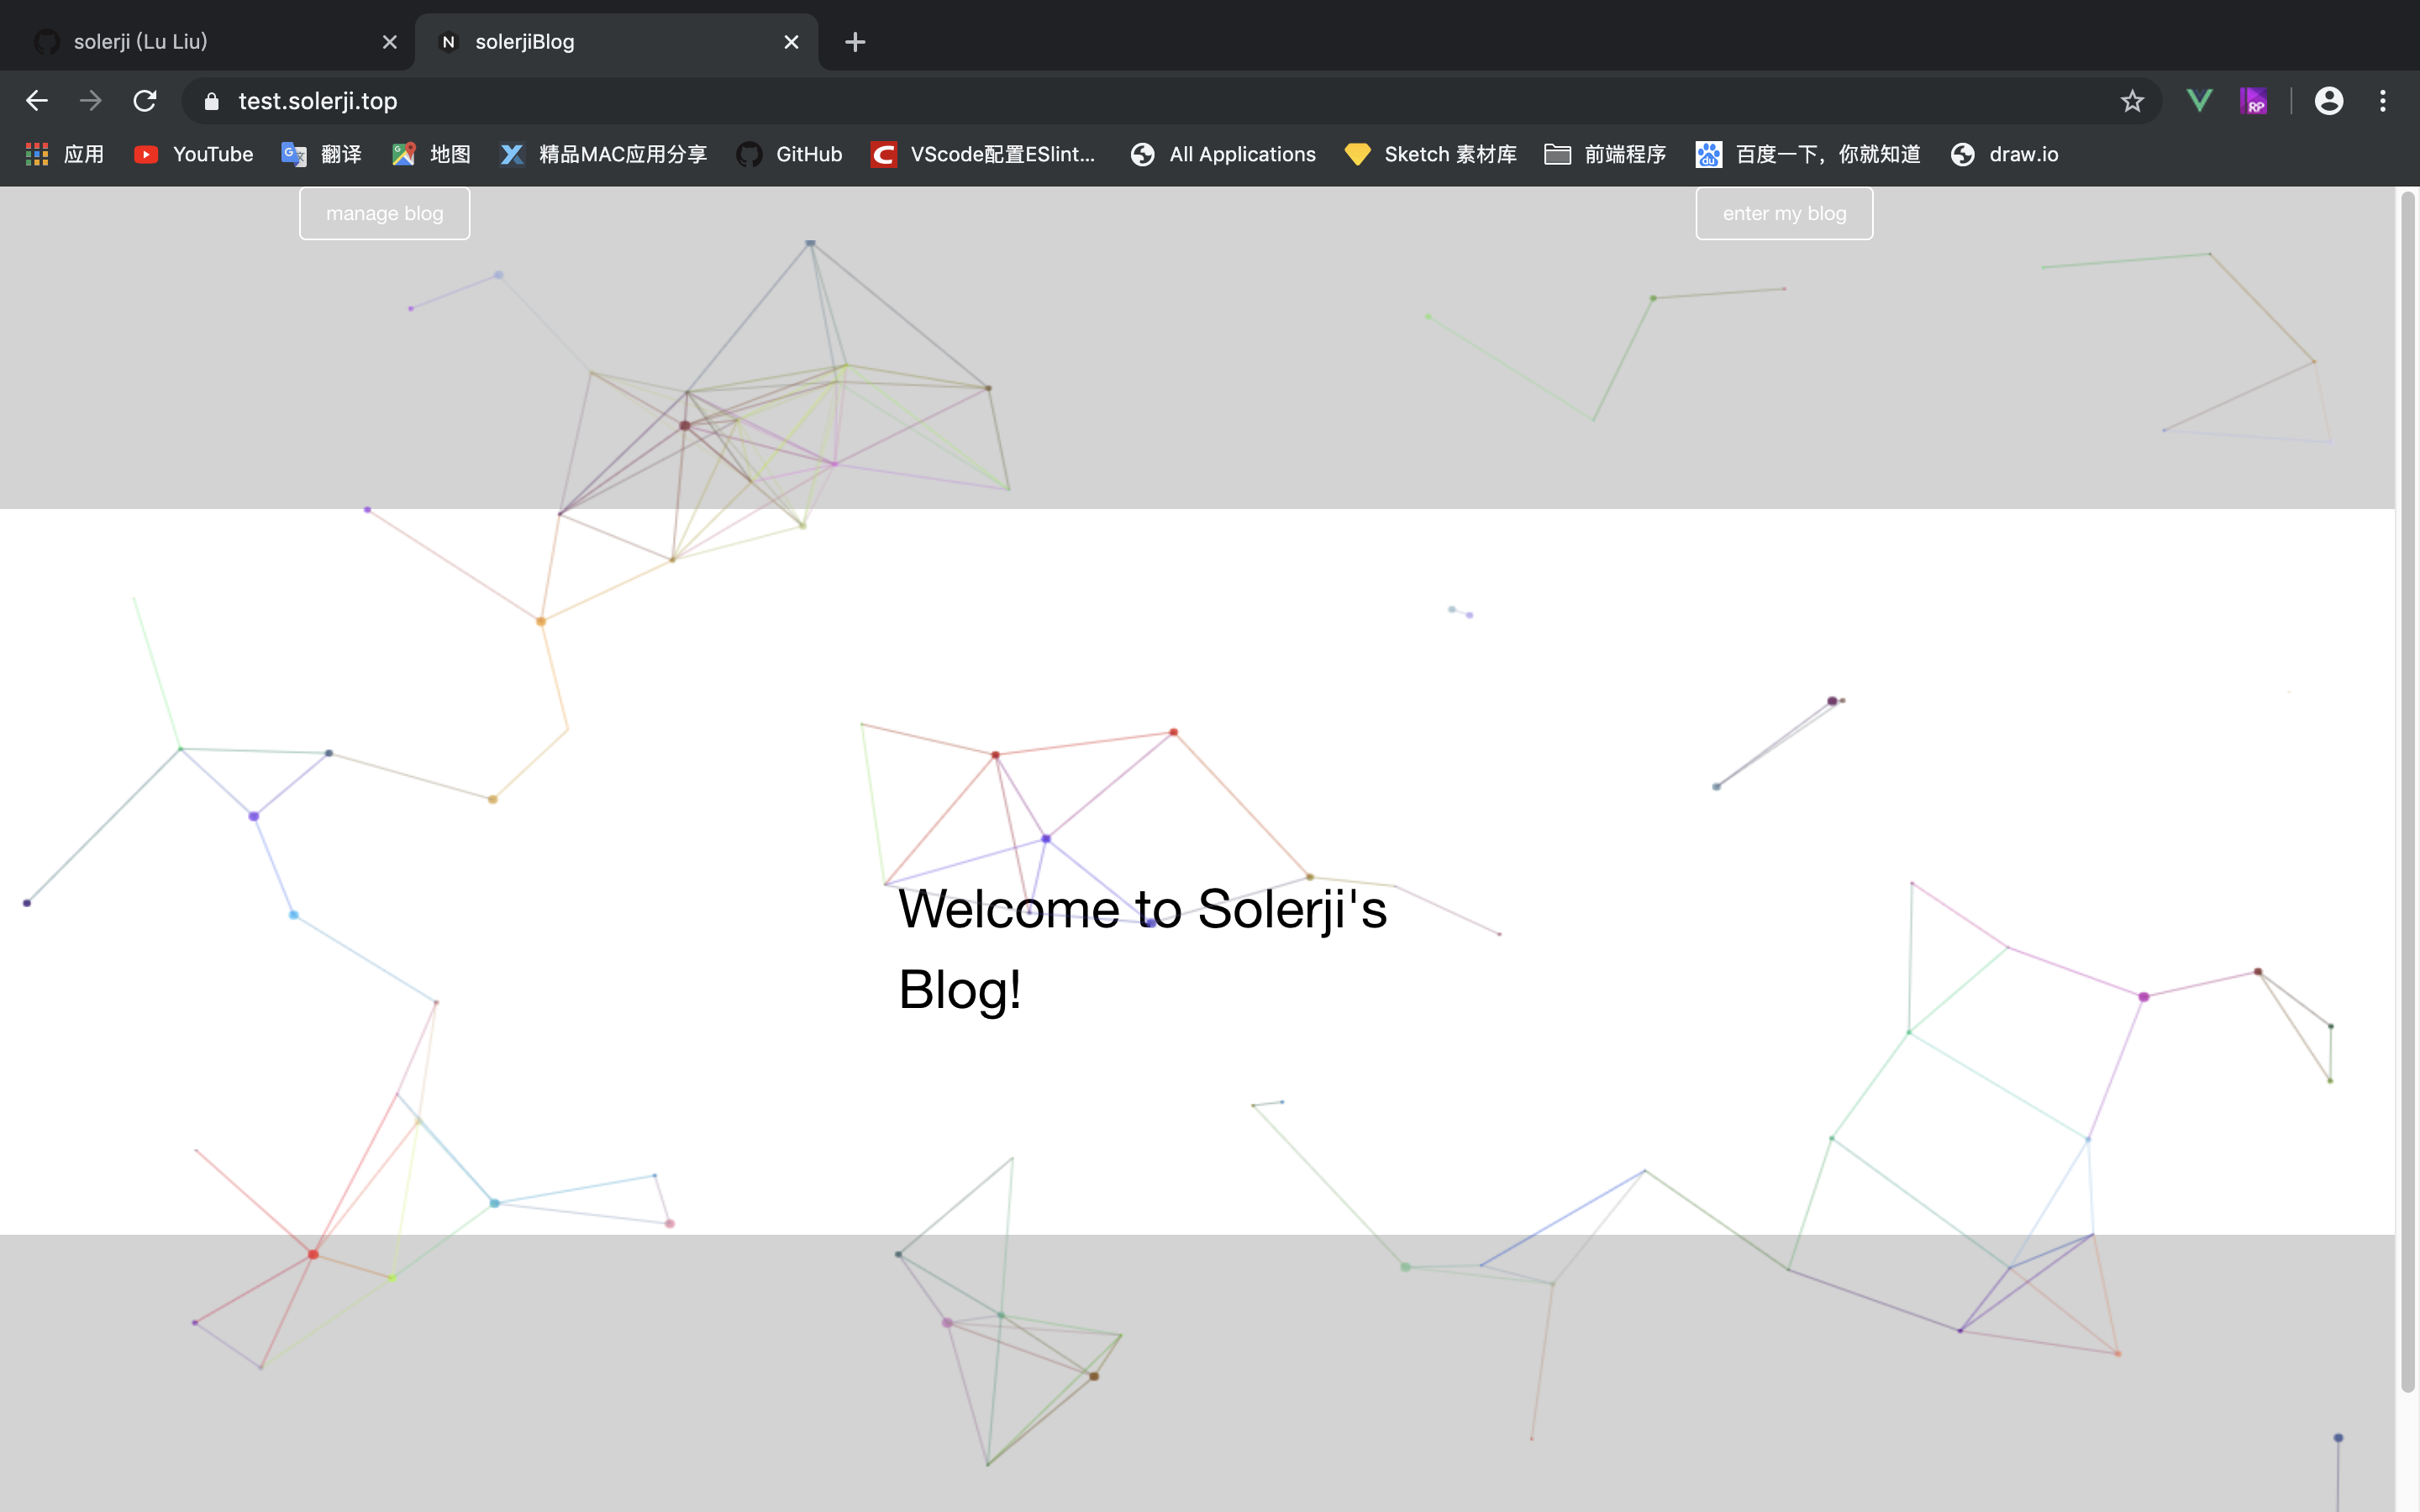 solerji (Lu Liu)
solerjiBlog
test.solerji.top
应用 YouTube 翻译 地图 精品MAC应用分享 GitHub VScode配置ESlint... All Applications Sketch 素材库 前端程序 百度一下，你就知道 draw.io
manage blog
enter my blog
Welcome to Solerji's
Blog!